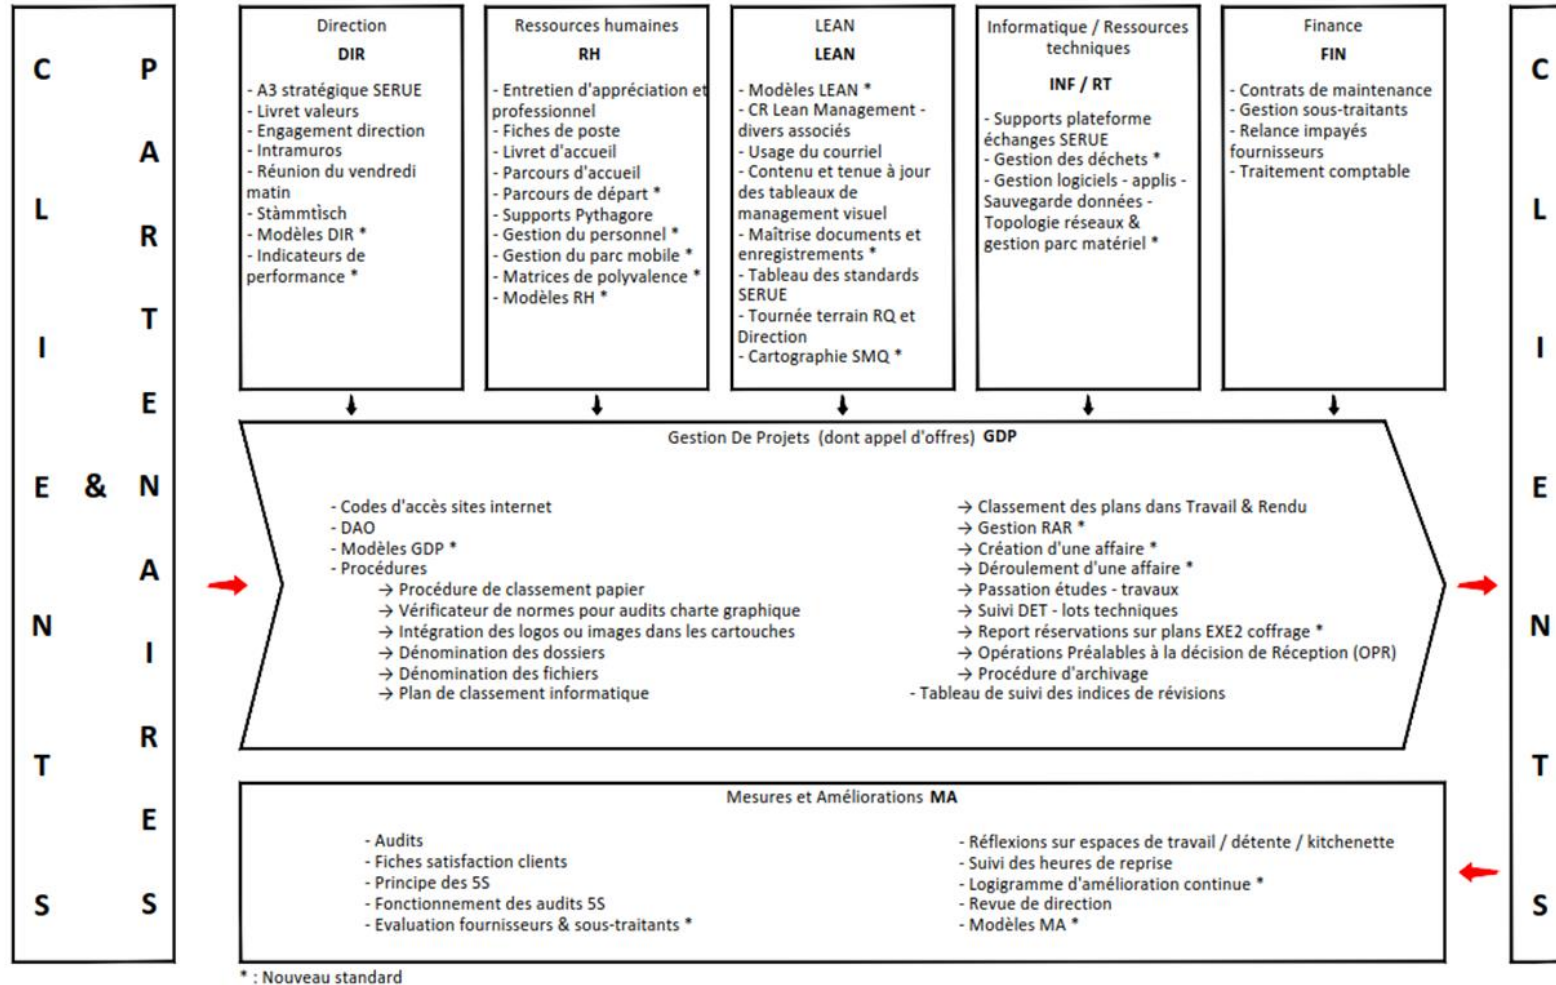 CLIENTS
&
PARTENAIRES
Direction
DIR
- A3 stratégique SERUE
- Livret valeurs
- Engagement direction
- Intramuros
- Réunion du vendredi
matin
- Stàmmtìsch
- Modèles DIR *
- Indicateurs de
performance *
Ressources humaines
RH
- Entretien d'appréciation et
professionnel
- Fiches de poste
- Livret d'accueil
- Parcours d'accueil
- Parcours de départ *
- Supports Pythagore
- Gestion du personnel *
- Gestion du parc mobile *
- Matrices de polyvalence *
- Modèles RH *
LEAN
LEAN
- Modèles LEAN *
- CR Lean Management -
divers associés
- Usage du courriel
- Contenu et tenue à jour
des tableaux de
management visuel
- Maîtrise documents et
enregistrements *
- Tableau des standards
SERUE
- Tournée terrain RQ et
Direction
- Cartographie SMQ *
Informatique / Ressources
techniques
INF / RT
- Supports plateforme
échanges SERUE
- Gestion des déchets *
- Gestion logiciels - applis -
Sauvegarde données -
Topologie réseaux &
gestion parc matériel *
Finance
FIN
- Contrats de maintenance
- Gestion sous-traitants
- Relance impayés
fournisseurs
- Traitement comptable
Gestion De Projets (dont appel d'offres) GDP
- Codes d'accès sites internet
- DAO
- Modèles GDP *
- Procédures
→ Procédure de classement papier
→ Vérificateur de normes pour audits charte graphique
→ Intégration des logos ou images dans les cartouches
→ Dénomination des dossiers
→ Dénomination des fichiers
→ Plan de classement informatique
→ Classement des plans dans Travail & Rendu
→ Gestion RAR *
→ Création d'une affaire *
→ Déroulement d'une affaire *
→ Passation études - travaux
→ Suivi DET - lots techniques
→ Report réservations sur plans EXE2 coffrage *
→ Opérations Préalables à la décision de Réception (OPR)
→ Procédure d'archivage
- Tableau de suivi des indices de révisions
Mesures et Améliorations MA
- Audits
- Fiches satisfaction clients
- Principe des 5S
- Fonctionnement des audits 5S
- Evaluation fournisseurs & sous-traitants *
- Réflexions sur espaces de travail / détente / kitchenette
- Suivi des heures de reprise
- Logigramme d'amélioration continue *
- Revue de direction
- Modèles MA *
CLIENTS
* : Nouveau standard